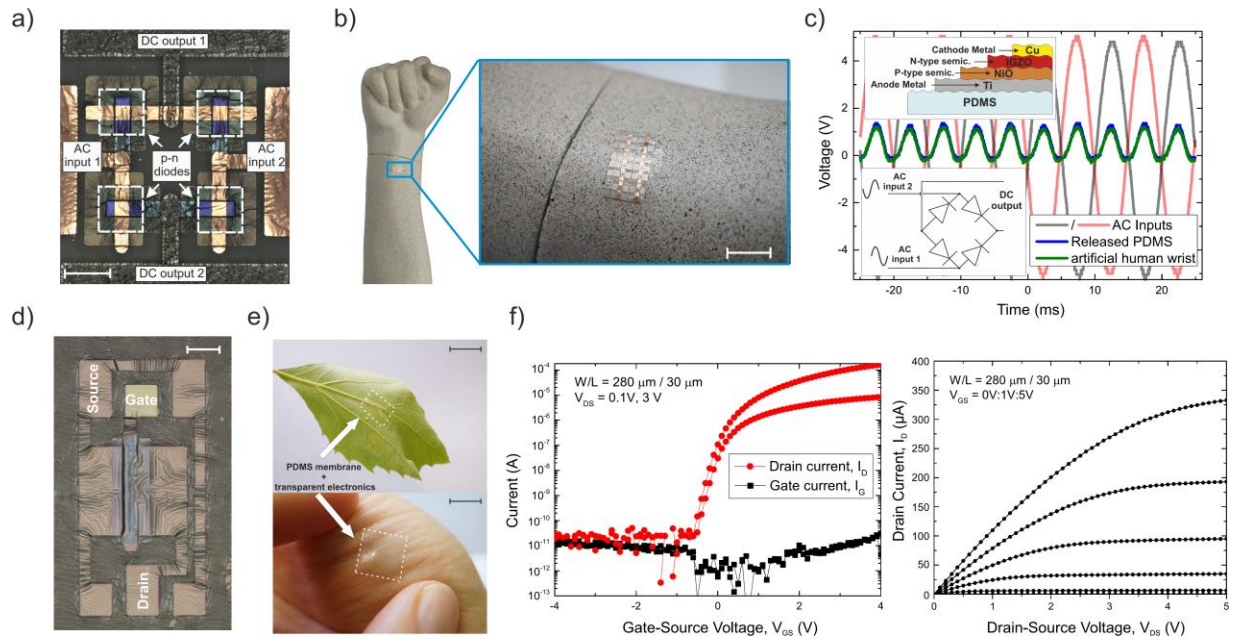 a)
DC output 1
AC
input 1
AC
input 2
p-n
diodes
DC output 2
b)
c)
Cathode Metal
Cu
N-type semic.
IGZO
P-type semic.
NiO
Anode Metal
Ti
PDMS
AC
input 2
DC
output
AC
input 1
/ AC Inputs
Released PDMS
artificial human wrist
4
2
0
-2
-4
Voltage (V)
-20
-10
0
10
20
Time (ms)
d)
Source
Gate
Drain
e)
PDMS membrane
+
transparent electronics
f)
W/L = 280 μm / 30 μm
V_DS = 0.1V, 3 V
Drain current, I_D
Gate current, I_G
10^-4
10^-5
10^-6
10^-7
10^-8
10^-9
10^-10
10^-11
10^-12
10^-13
Current (A)
-4
-2
0
2
4
Gate-Source Voltage, V_GS (V)
W/L = 280 μm / 30 μm
V_GS = 0V:1V:5V
400
350
300
250
200
150
100
50
0
Drain Current, I_D (μA)
0
1
2
3
4
5
Drain-Source Voltage, V_DS (V)